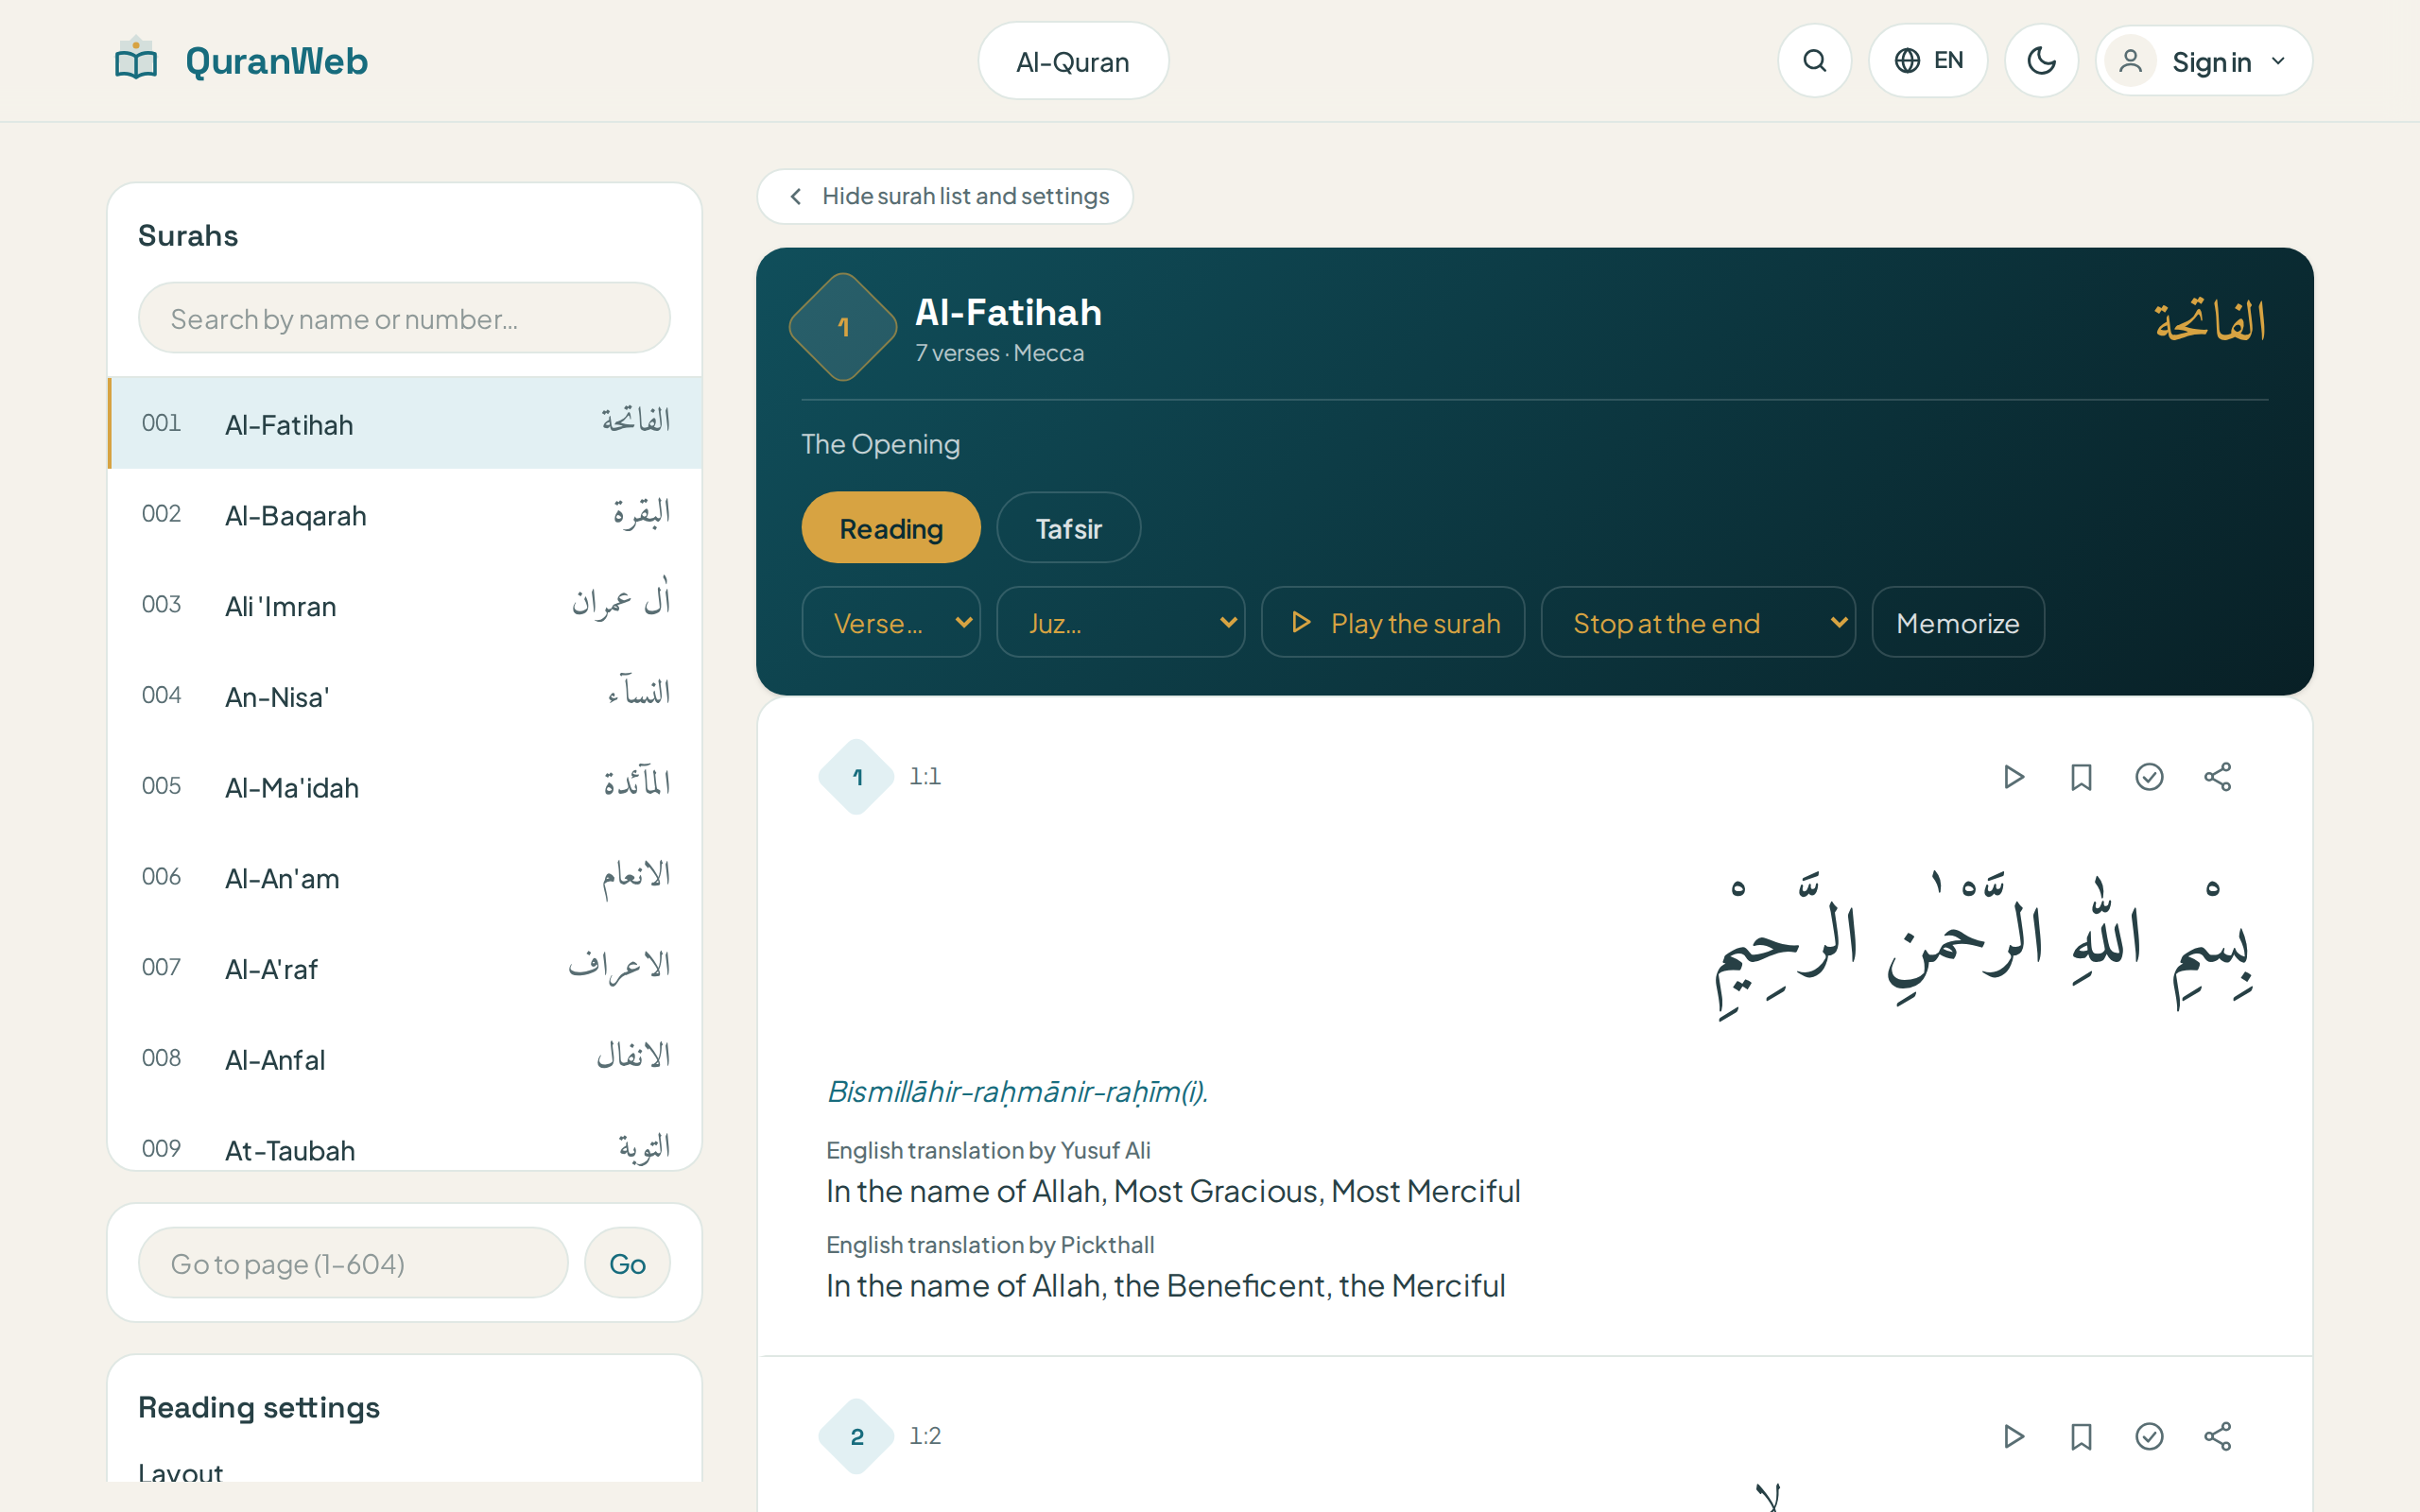 QuranWeb
Al-Quran
EN
Sign in
Surahs
Search by name or number...
001 Al-Fatihah الفاتحة
002 Al-Baqarah البقرة
003 Ali 'Imran اٰل عمران
004 An-Nisa' النسآء
005 Al-Ma'idah المآئدة
006 Al-An'am الانعام
007 Al-A'raf الاعراف
008 Al-Anfal الانفال
009 At-Taubah التوبة
Go to page (1-604)
Go
Reading settings
Layout
Hide surah list and settings
1
Al-Fatihah
الفاتحة
7 verses · Mecca
The Opening
Reading
Tafsir
Verse...
Juz...
Play the surah
Stop at the end
Memorize
1 1:1
بِسْمِ اللّٰهِ الرَّحْمٰنِ الرَّحِيْمِ
Bismillāhir-raḥmānir-raḥīm(i).
English translation by Yusuf Ali
In the name of Allah, Most Gracious, Most Merciful
English translation by Pickthall
In the name of Allah, the Beneficent, the Merciful
2 1:2